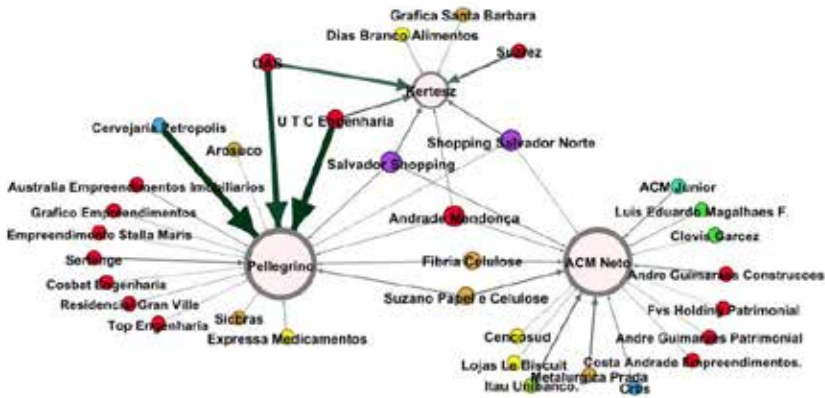 Grafica Santa Barbara
Dias Branco Alimentos
OAS
Suarez
Kertesz
Cervejaria Petropolis
U T C Engenharia
Shopping Salvador Norte
Arosuco
Salvador Shopping
Australia Empreendimentos Imobiliarios
ACM Junior
Grafico Empreendimentos
Andrade Mendonça
Luis Eduardo Magalhaes F.
Empreendimento Stella Maris
Clovis Garcez
Sertenge
Pellegrino
Fibria Celulose
ACM Neto
Andre Guimaraes Construcoes
Cosbat Engenharia
Suzano Papel e Celulose
Residencial Gran Ville
Fvs Holding Patrimonial
Top Engenharia
Sicbras
Expressa Medicamentos
Cencosud
Andre Guimaraes Patrimonial
Lojas Le Biscuit
Costa Andrade Empreendimentos.
Metalurgica Prada
Itau Unibanco.